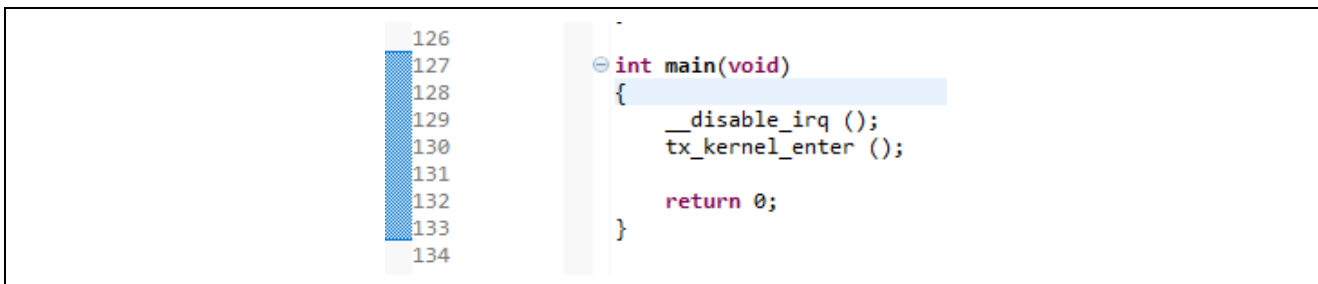 126
127 int main(void)
128 {
129 __disable_irq ();
130 tx_kernel_enter ();
131
132 return 0;
133 }
134